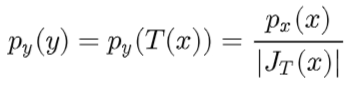 p_y(y) = p_y(T(x)) = \frac{p_x(x)}{|J_T(x)|}